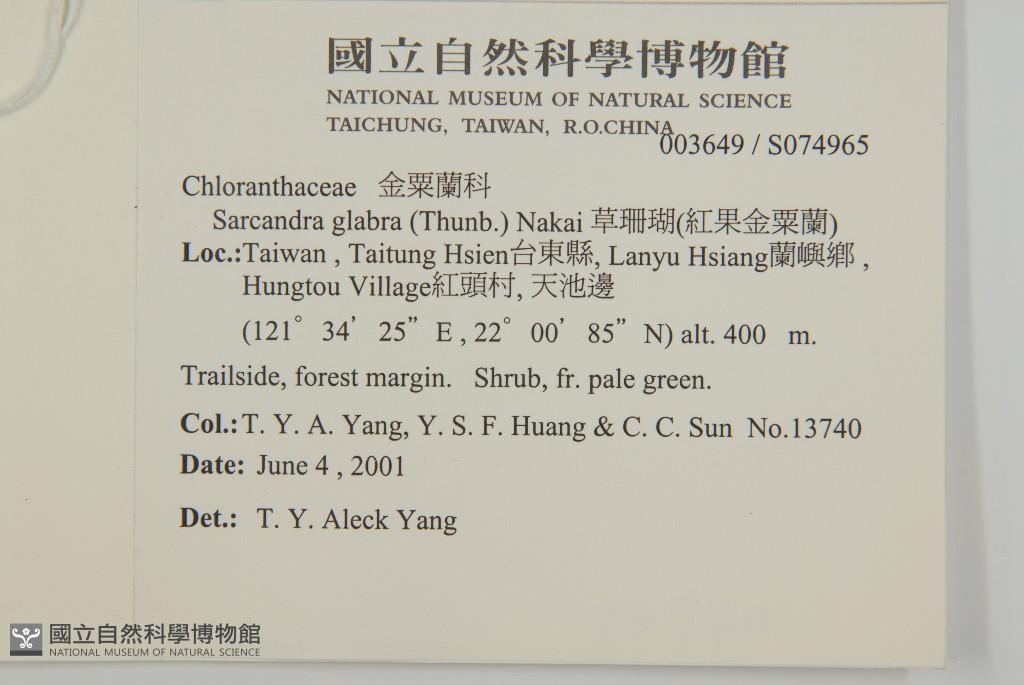 國立自然科學博物館
NATIONAL MUSEUM OF NATURAL SCIENCE
TAICHUNG, TAIWAN, R.O.CHINA
003649 / S074965
Chloranthaceae 金粟蘭科
Sarcandra glabra (Thunb.) Nakai 草珊瑚(紅果金粟蘭)
Loc.:Taiwan , Taitung Hsien台東縣, Lanyu Hsiang蘭嶼鄉 ,
Hungtou Village紅頭村, 天池邊
(121° 34’ 25” E , 22° 00’ 85” N) alt. 400 m.
Trailside, forest margin. Shrub, fr. pale green.
Col.:T. Y. A. Yang, Y. S. F. Huang & C. C. Sun No.13740
Date: June 4 , 2001
Det.: T. Y. Aleck Yang
國立自然科學博物館
NATIONAL MUSEUM OF NATURAL SCIENCE